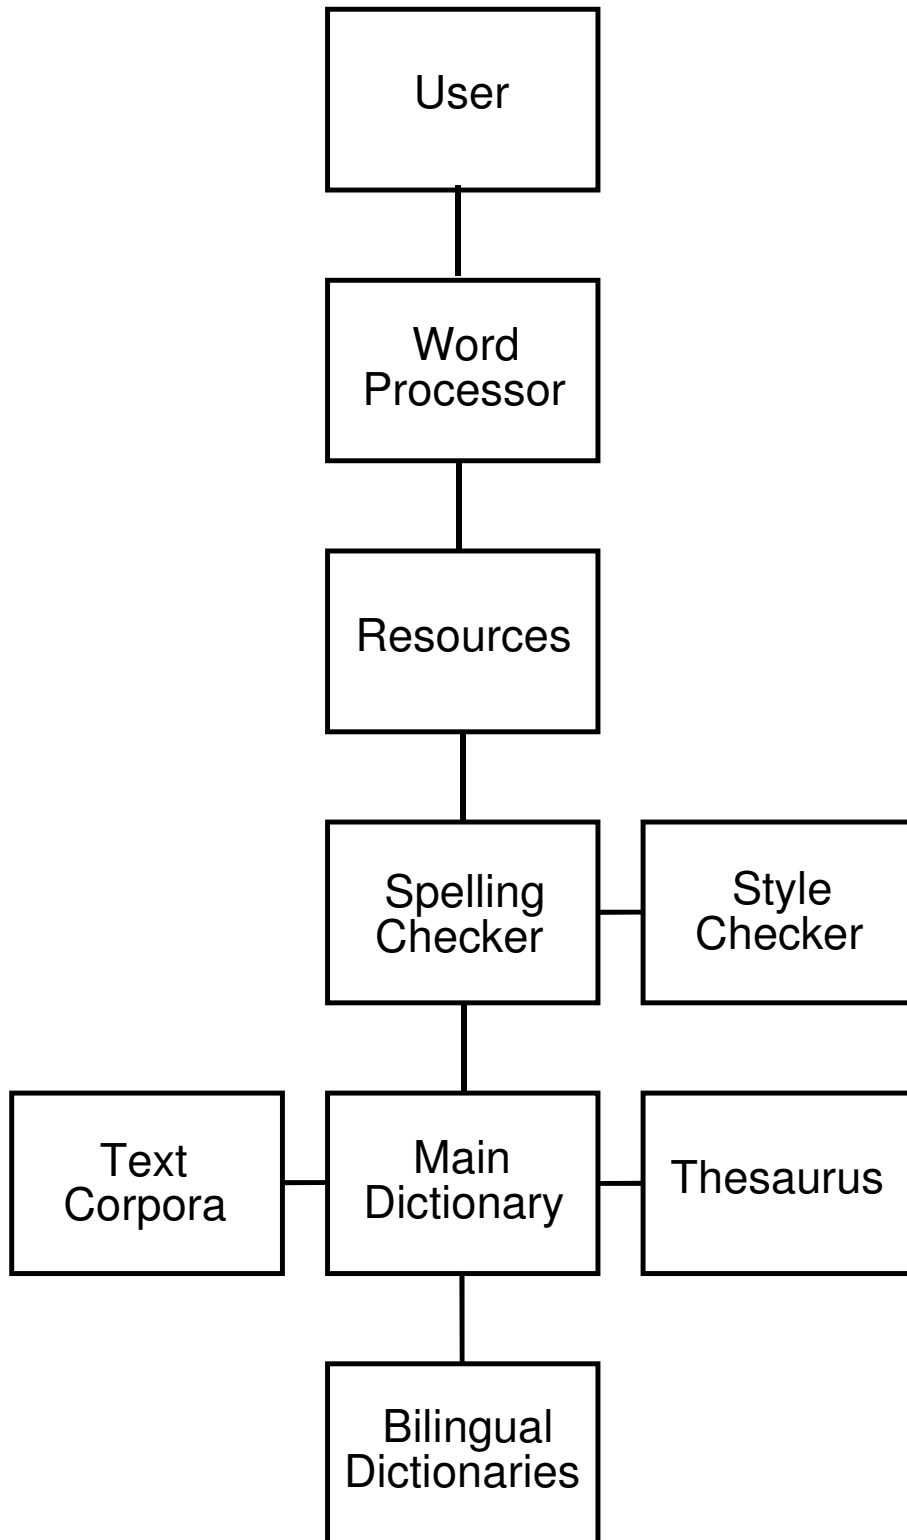 User
Word
Processor
Resources
Spelling
Checker
Style
Checker
Text
Corpora
Main
Dictionary
Thesaurus
Bilingual
Dictionaries